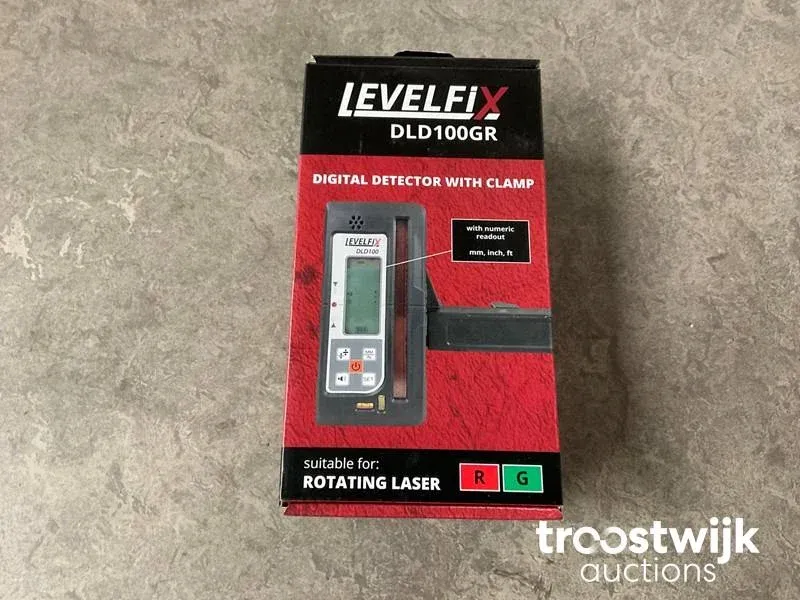 LEVELFiX
DLD100GR
DIGITAL DETECTOR WITH CLAMP
with numeric
readout
mm, inch, ft
LEVELFiX
DLD100
MM
SET
suitable for:
ROTATING LASER
R
G
troostwijk
auctions